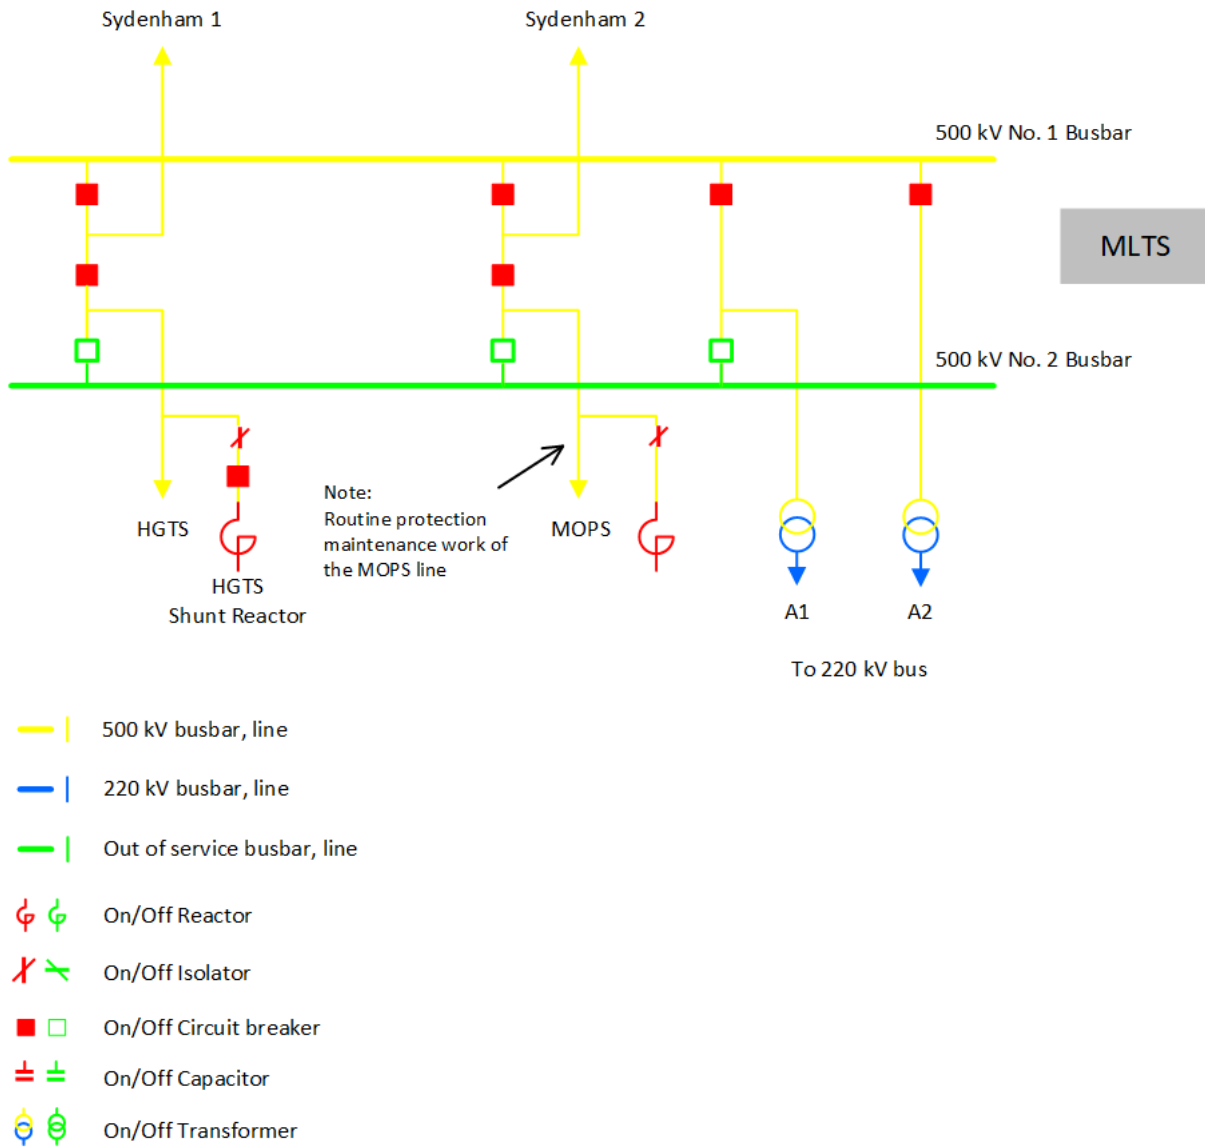 Sydenham 1
Sydenham 2
500 kV No. 1 Busbar
MLTS
500 kV No. 2 Busbar
Note:
Routine protection
maintenance work of
the MOPS line
HGTS
MOPS
HGTS
Shunt Reactor
A1
A2
To 220 kV bus
500 kV busbar, line
220 kV busbar, line
Out of service busbar, line
On/Off Reactor
On/Off Isolator
On/Off Circuit breaker
On/Off Capacitor
On/Off Transformer